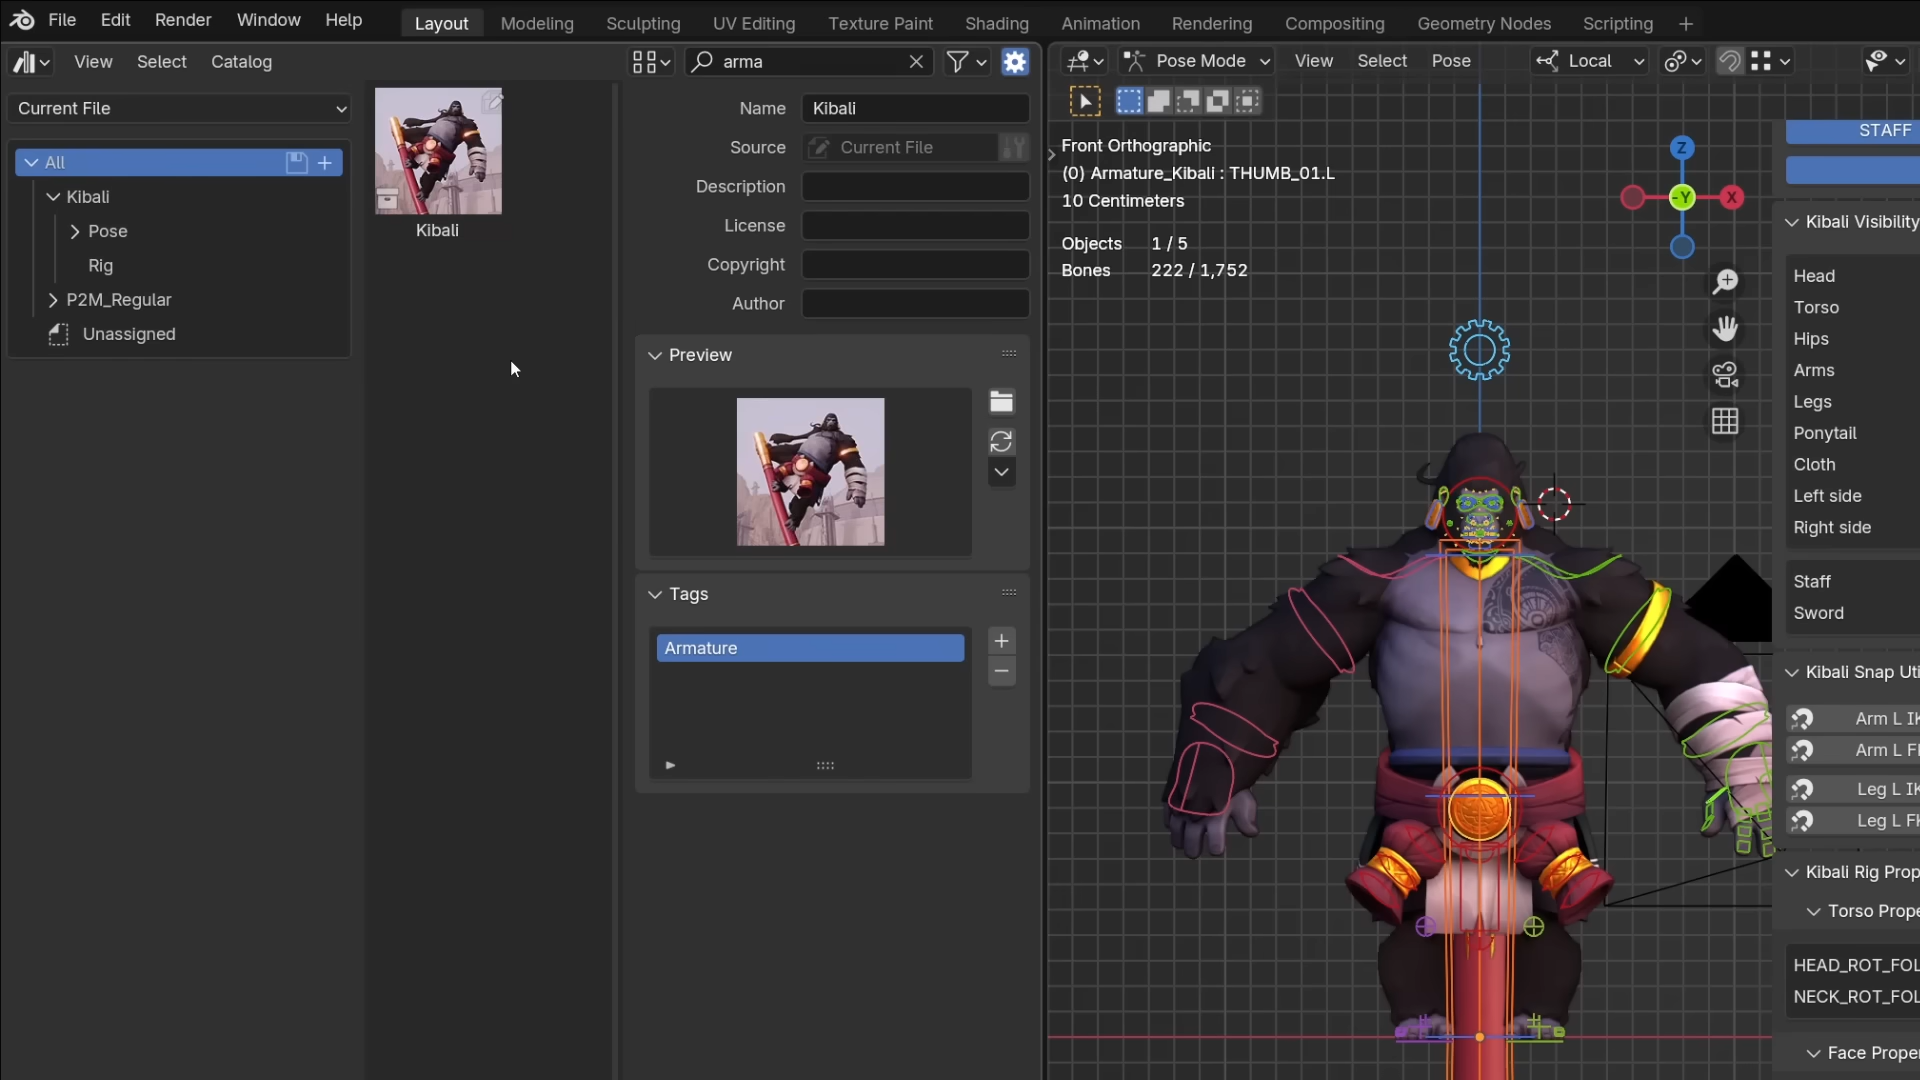 File Edit Render Window Help Layout Modeling Sculpting UV Editing Texture Paint Shading Animation Rendering Compositing Geometry Nodes Scripting +
View Select Catalog
arma
Pose Mode View Select Pose Local
Current File
All
Kibali
Pose
Rig
P2M_Regular
Unassigned
Kibali
Name Kibali
Source Current File
Description
License
Copyright
Author
Preview
Tags
Armature
Front Orthographic
(0) Armature_Kibali : THUMB_01.L
10 Centimeters
Objects 1 / 5
Bones 222 / 1,752
Z
-Y
X
STAFF
Kibali Visibility
Head
Torso
Hips
Arms
Legs
Ponytail
Cloth
Left side
Right side
Staff
Sword
Kibali Snap Uti
Arm L IK
Arm L FK
Leg L IK
Leg L FK
Kibali Rig Prop
Torso Prope
HEAD_ROT_FOL
NECK_ROT_FOL
Face Proper